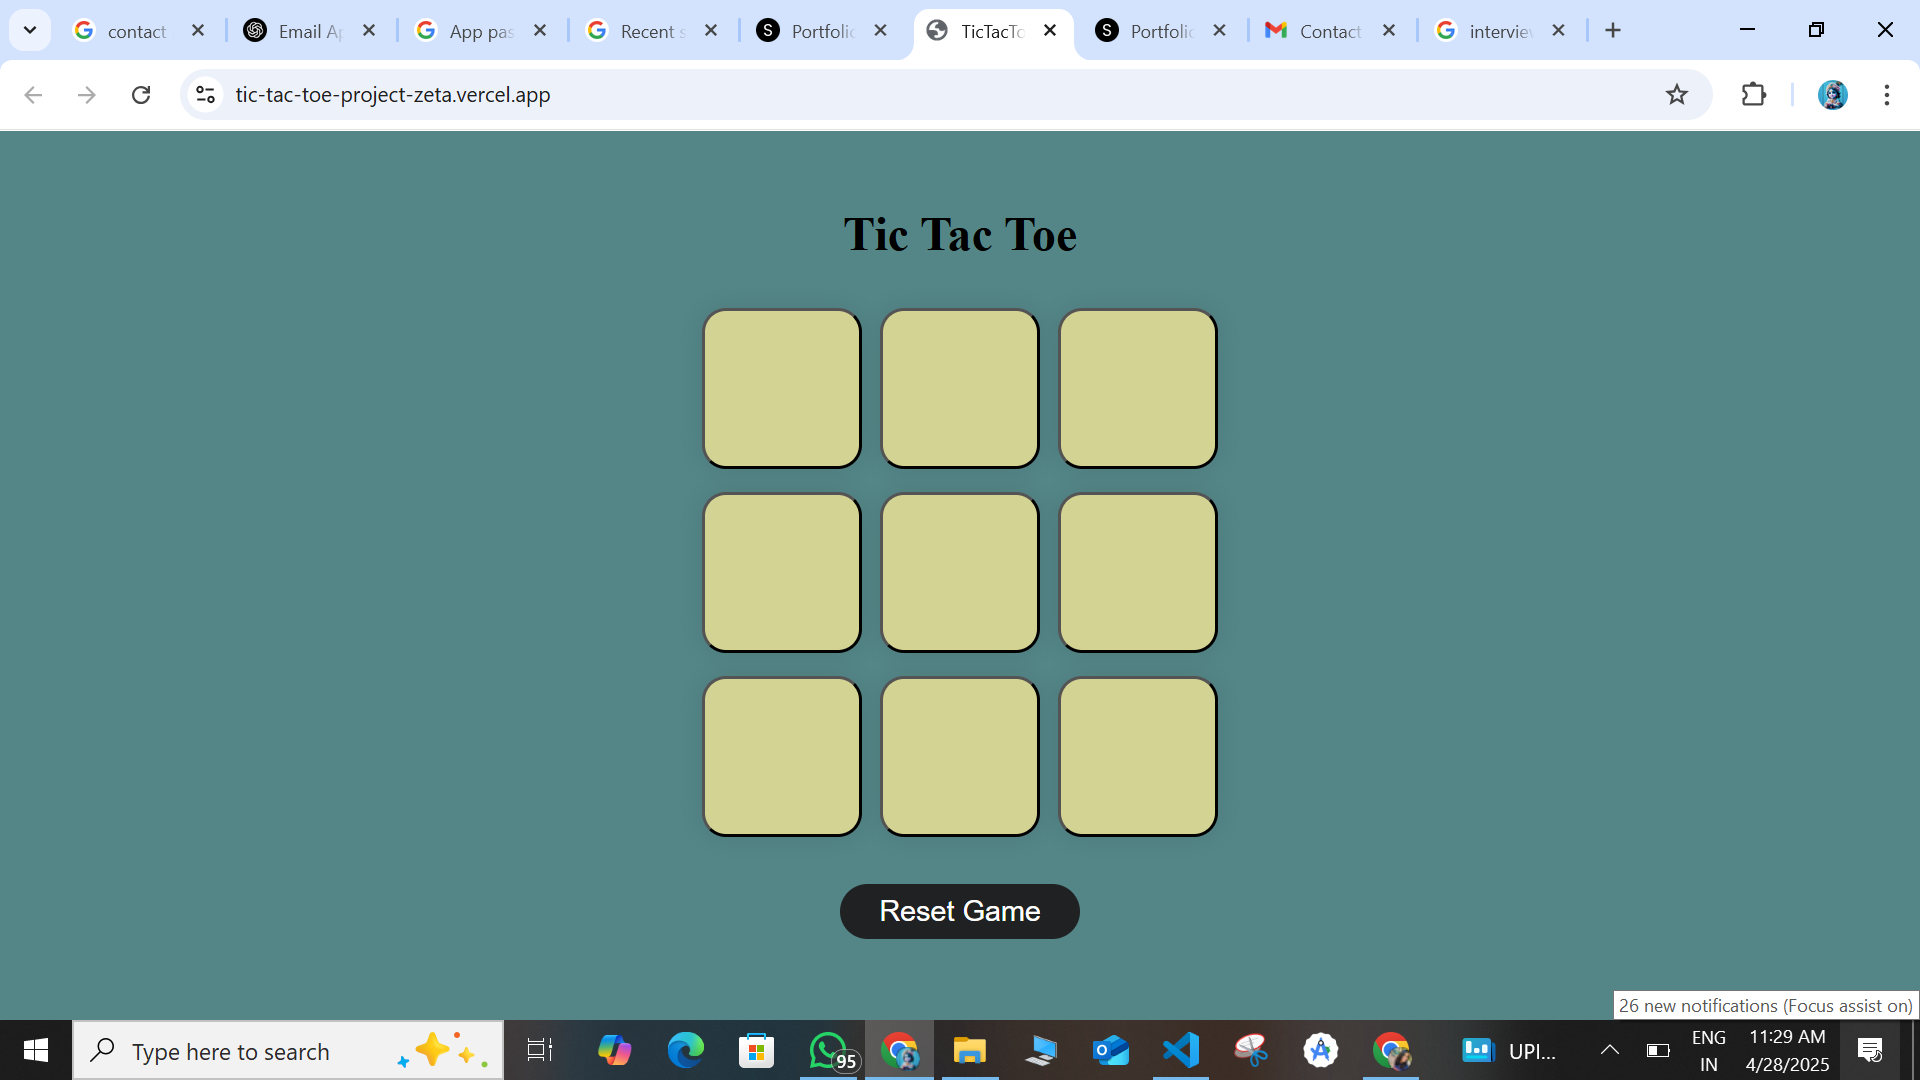 contact
Email A
App pas
Recent s
Portfolio
TicTacTo
Portfolio
Contact
interview
tic-tac-toe-project-zeta.vercel.app
Tic Tac Toe
Reset Game
26 new notifications (Focus assist on)
Type here to search
95
UPI...
ENG
IN
11:29 AM
4/28/2025